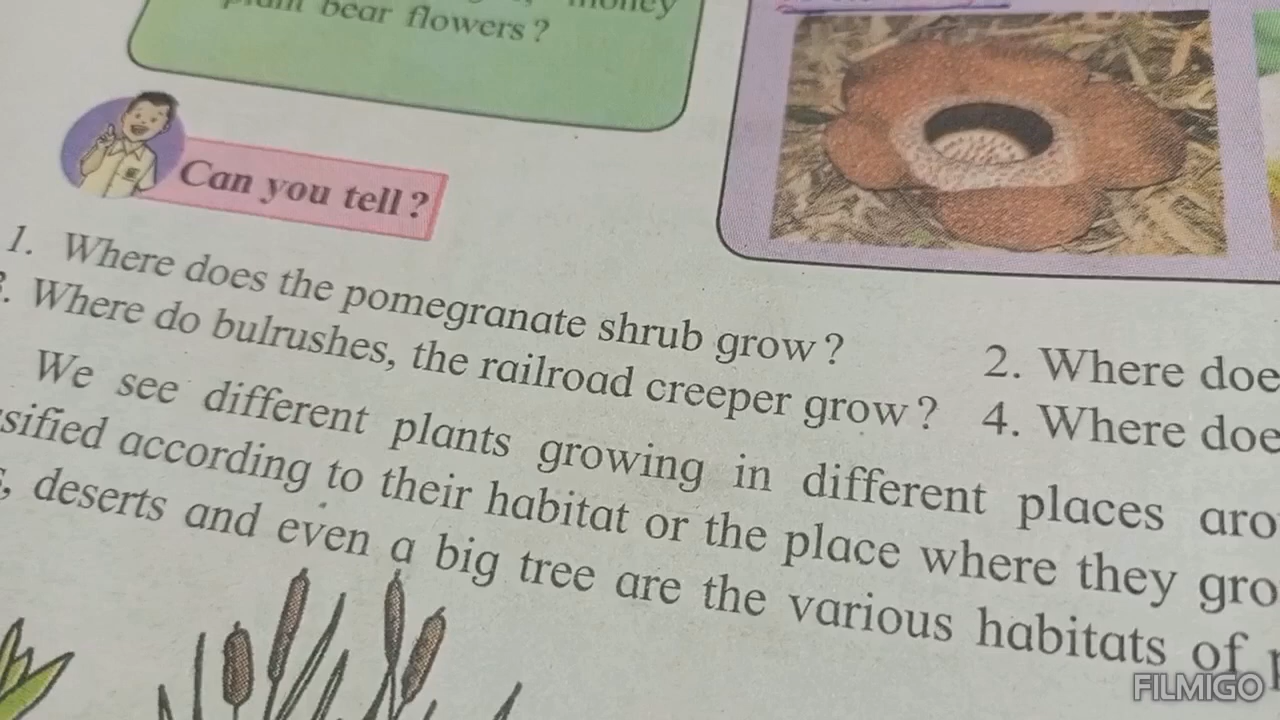 plant bear flowers ?
money
Can you tell ?
1. Where does the pomegranate shrub grow ?
2. Where doe
. Where do bulrushes, the railroad creeper grow ?
4. Where doe
We see different plants growing in different places aro
sified according to their habitat or the place where they gro
, deserts and even a big tree are the various habitats of
FILMIGO